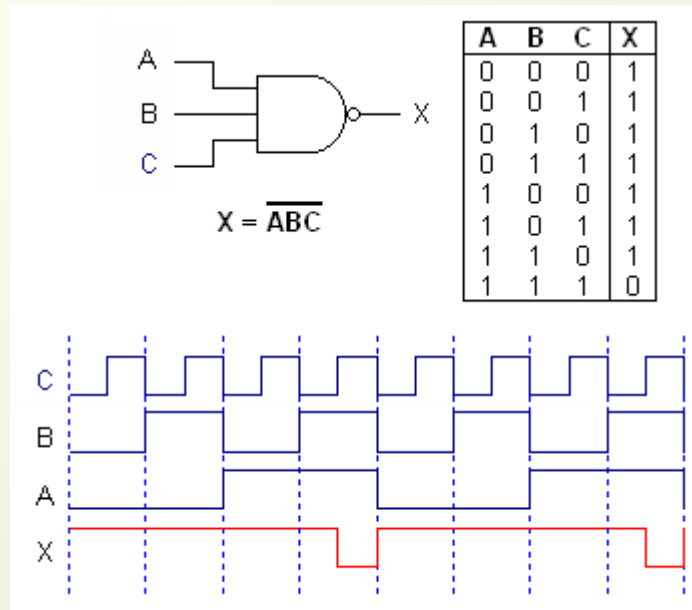 A
B
C
X
X = \overline{ABC}
A B C X
0 0 0 1
0 0 1 1
0 1 0 1
0 1 1 1
1 0 0 1
1 0 1 1
1 1 0 1
1 1 1 0
C
B
A
X